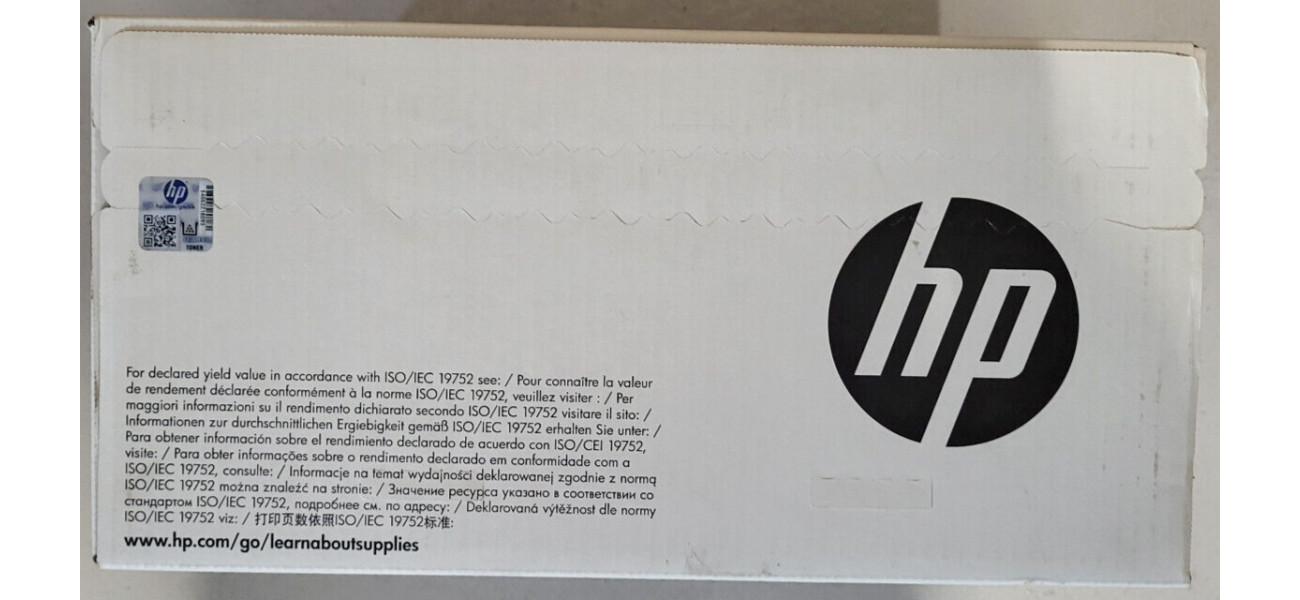 hp
TONER
hp
For declared yield value in accordance with ISO/IEC 19752 see: / Pour connaître la valeur
de rendement déclarée conformément à la norme ISO/IEC 19752, veuillez visiter : / Per
maggiori informazioni su il rendimento dichiarato secondo ISO/IEC 19752 visitare il sito: /
Informationen zur durchschnittlichen Ergiebigkeit gemäß ISO/IEC 19752 erhalten Sie unter: /
Para obtener información sobre el rendimiento declarado de acuerdo con ISO/CEI 19752,
visite: / Para obter informações sobre o rendimento declarado em conformidade com a
ISO/IEC 19752, consulte: / Informacje na temat wydajności deklarowanej zgodnie z normą
ISO/IEC 19752 można znaleźć na stronie: / Значение ресурса указано в соответствии со
стандартом ISO/IEC 19752, подробнее см. по адресу: / Deklarovaná výtěžnost dle normy
ISO/IEC 19752 viz: / 打印页数依照ISO/IEC 19752标准:
www.hp.com/go/learnaboutsupplies